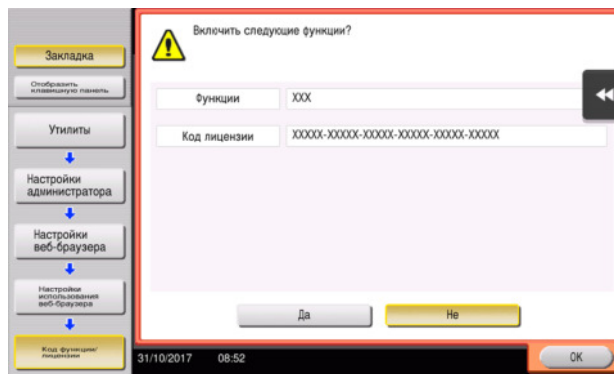 Закладка
Отобразить
клавишную панель
Утилиты
Настройки
администратора
Настройки
веб-браузера
Настройки
использования
веб-браузера
Код функции/
лицензии
Включить следующие функции?
Функции
XXX
Код лицензии
XXXXX-XXXXX-XXXXX-XXXXX-XXXXX-XXXXX
Да
Не
31/10/2017 08:52
OK